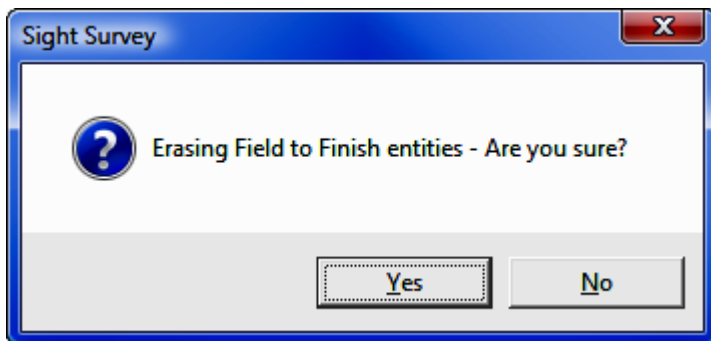 Sight Survey
Erasing Field to Finish entities - Are you sure?
Yes
No